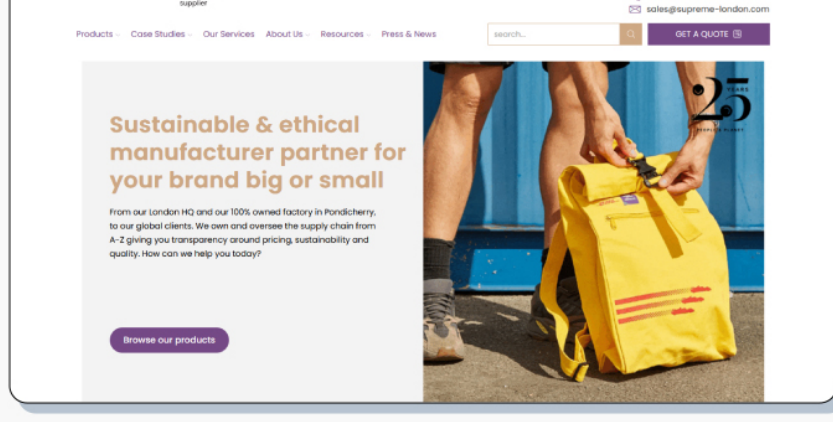 supplier
sales@supreme-london.com
Products
Case Studies
Our Services
About Us
Resources
Press & News
search..
GET A QUOTE
Sustainable & ethical
manufacturer partner for
your brand big or small
From our London HQ and our 100% owned factory in Pondicherry,
to our global clients. We own and oversee the supply chain from
A-Z giving you transparency around pricing, sustainability and
quality. How can we help you today?
Browse our products
25
YEARS